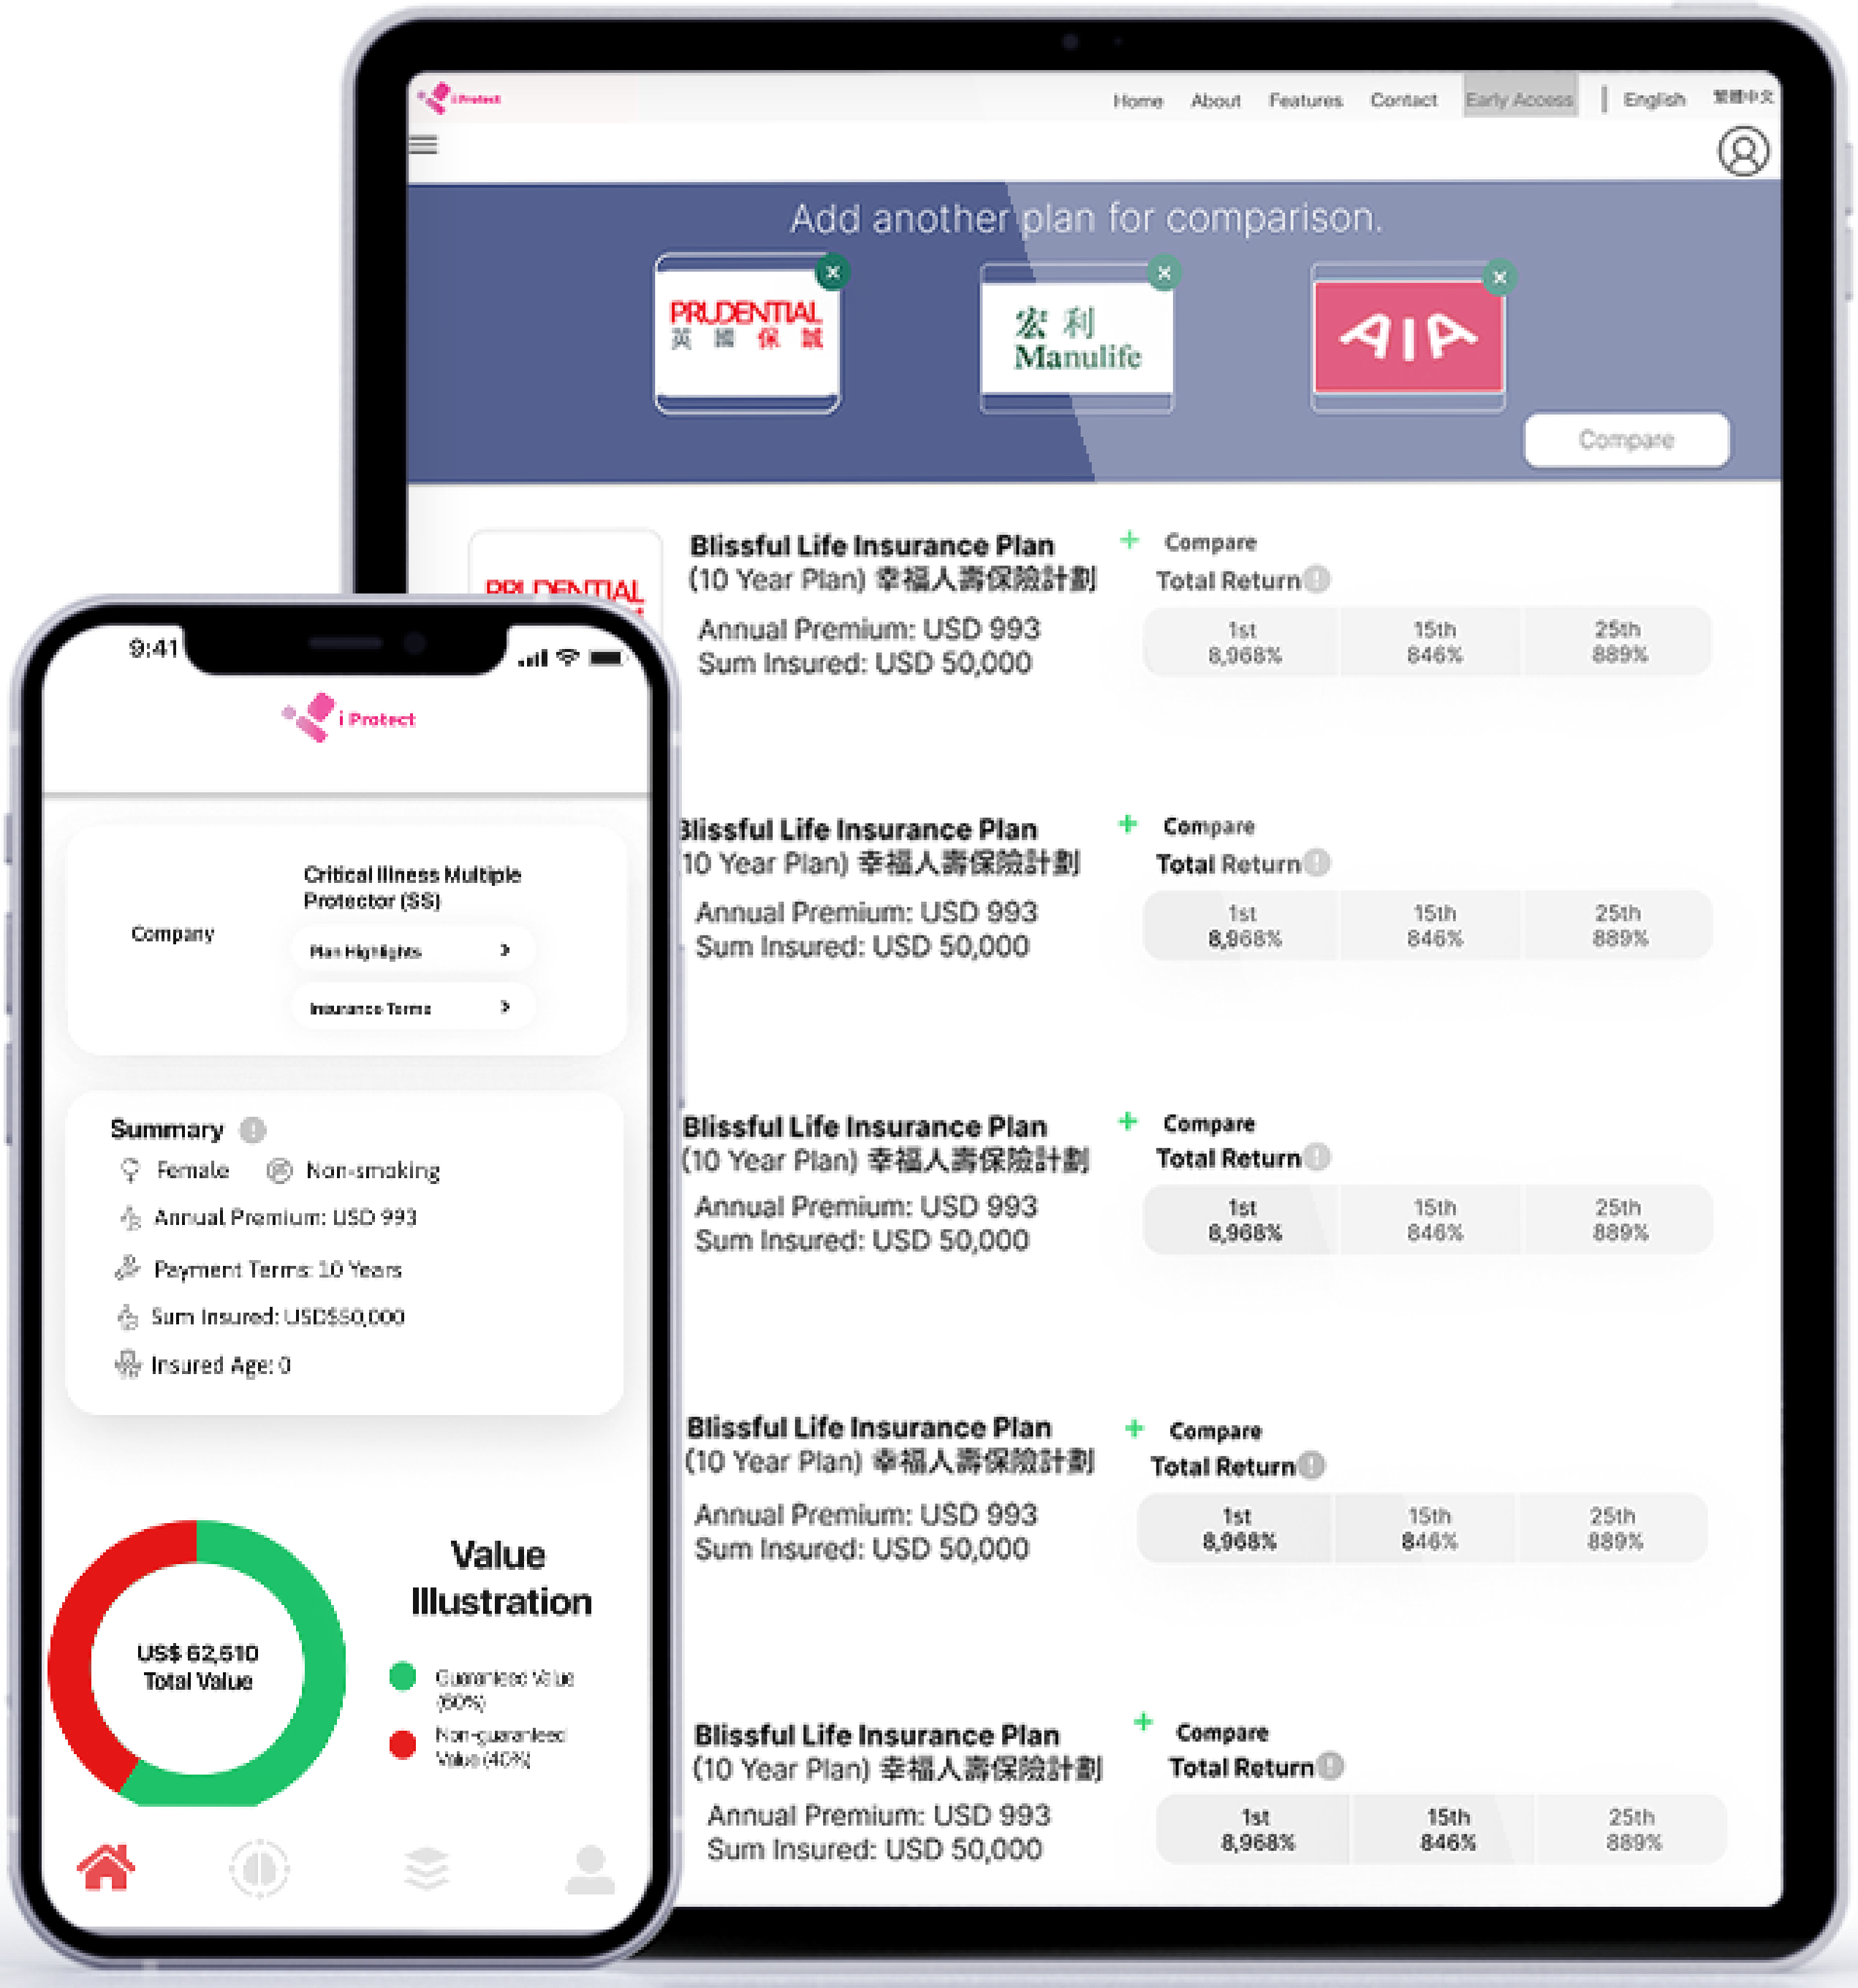 i Protect
Home About Features Contact Early Access | English 繁體中文
Add another plan for comparison.
PRUDENTIAL
英國保誠
宏利
Manulife
AIA
Compare
PRUDENTIAL
Blissful Life Insurance Plan
(10 Year Plan) 幸福人壽保險計劃
Annual Premium: USD 993
Sum Insured: USD 50,000
+ Compare
Total Return
1st 15th 25th
8,968% 846% 889%
Blissful Life Insurance Plan
10 Year Plan) 幸福人壽保險計劃
Annual Premium: USD 993
Sum Insured: USD 50,000
+ Compare
Total Return
1st 15th 25th
8,968% 846% 889%
Blissful Life Insurance Plan
(10 Year Plan) 幸福人壽保險計劃
Annual Premium: USD 993
Sum Insured: USD 50,000
+ Compare
Total Return
1st 15th 25th
8,968% 846% 889%
Blissful Life Insurance Plan
(10 Year Plan) 幸福人壽保險計劃
Annual Premium: USD 993
Sum Insured: USD 50,000
+ Compare
Total Return
1st 15th 25th
8,968% 846% 889%
Blissful Life Insurance Plan
(10 Year Plan) 幸福人壽保險計劃
Annual Premium: USD 993
Sum Insured: USD 50,000
+ Compare
Total Return
1st 15th 25th
8,968% 846% 889%
9:41
i Protect
Company
Critical Illness Multiple
Protector (SS)
Plan Highlights >
Insurance Terms >
Summary
Female Non-smoking
Annual Premium: USD 993
Payment Terms: 10 Years
Sum Insured: USD$50,000
Insured Age: 0
US$ 62,510
Total Value
Value
Illustration
Guaranteed Value
(60%)
Non-guaranteed
Value (40%)